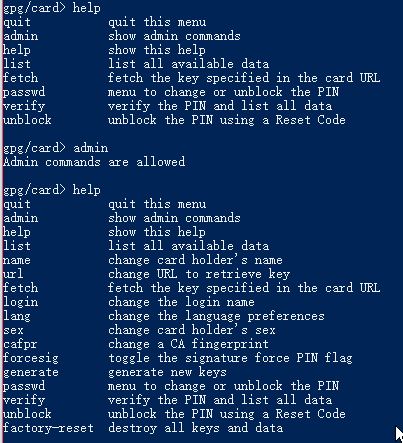 gpg/card> help
quit           quit this menu
admin          show admin commands
help           show this help
list           list all available data
fetch          fetch the key specified in the card URL
passwd         menu to change or unblock the PIN
verify         verify the PIN and list all data
unblock        unblock the PIN using a Reset Code

gpg/card> admin
Admin commands are allowed

gpg/card> help
quit           quit this menu
admin          show admin commands
help           show this help
list           list all available data
name           change card holder's name
url            change URL to retrieve key
fetch          fetch the key specified in the card URL
login          change the login name
lang           change the language preferences
sex            change card holder's sex
cafpr          change a CA fingerprint
forcesig       toggle the signature force PIN flag
generate       generate new keys
passwd         menu to change or unblock the PIN
verify         verify the PIN and list all data
unblock        unblock the PIN using a Reset Code
factory-reset  destroy all keys and data